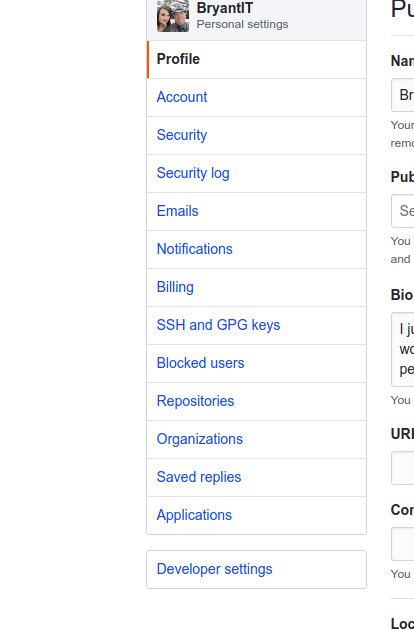 BryantIT
Personal settings
Profile
Account
Security
Security log
Emails
Notifications
Billing
SSH and GPG keys
Blocked users
Repositories
Organizations
Saved replies
Applications
Developer settings
Pu
Nar
Br
Your
remo
Pub
Se
You
and
Bio
I ju
wo
pe
You
URL
Cor
You
Loc